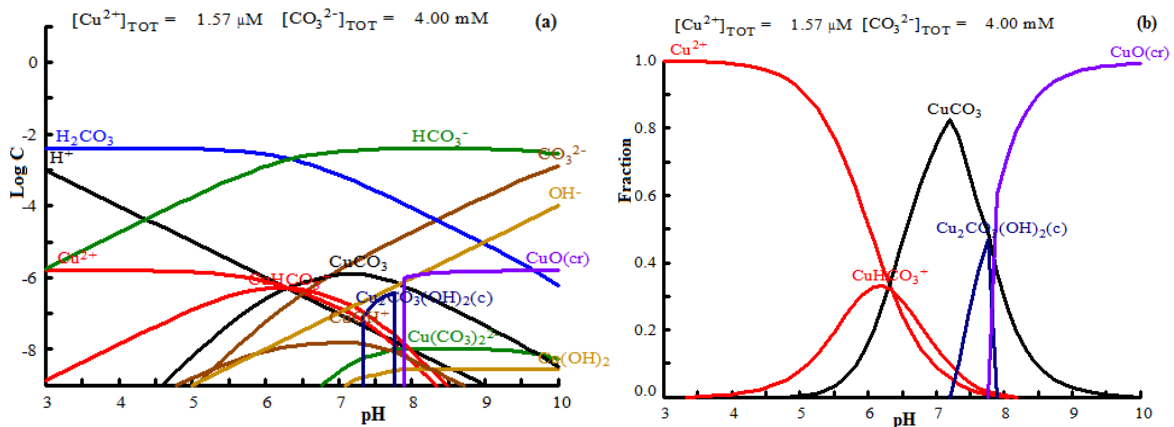 [Cu²⁺]TOT = 1.57 µM [CO₃²⁻]TOT = 4.00 mM
(a)
0
-2
-4
-6
-8
Log C
H₂CO₃
H⁺
HCO₃⁻
CO₃²⁻
OH-
Cu²⁺
CuCO₃
CuO(cr)
Cu₂CO₃(OH)₂(c)
Cu(CO₃)₂²⁻
3
4
5
6
7
8
9
10
pH
[Cu²⁺]TOT = 1.57 µM [CO₃²⁻]TOT = 4.00 mM
(b)
Cu²⁺
CuO(cr)
1.0
0.8
0.6
0.4
0.2
0.0
Fraction
CuCO₃
Cu₂CO₃(OH)₂(c)
CuHCO₃⁺
3
4
5
6
7
8
9
10
pH